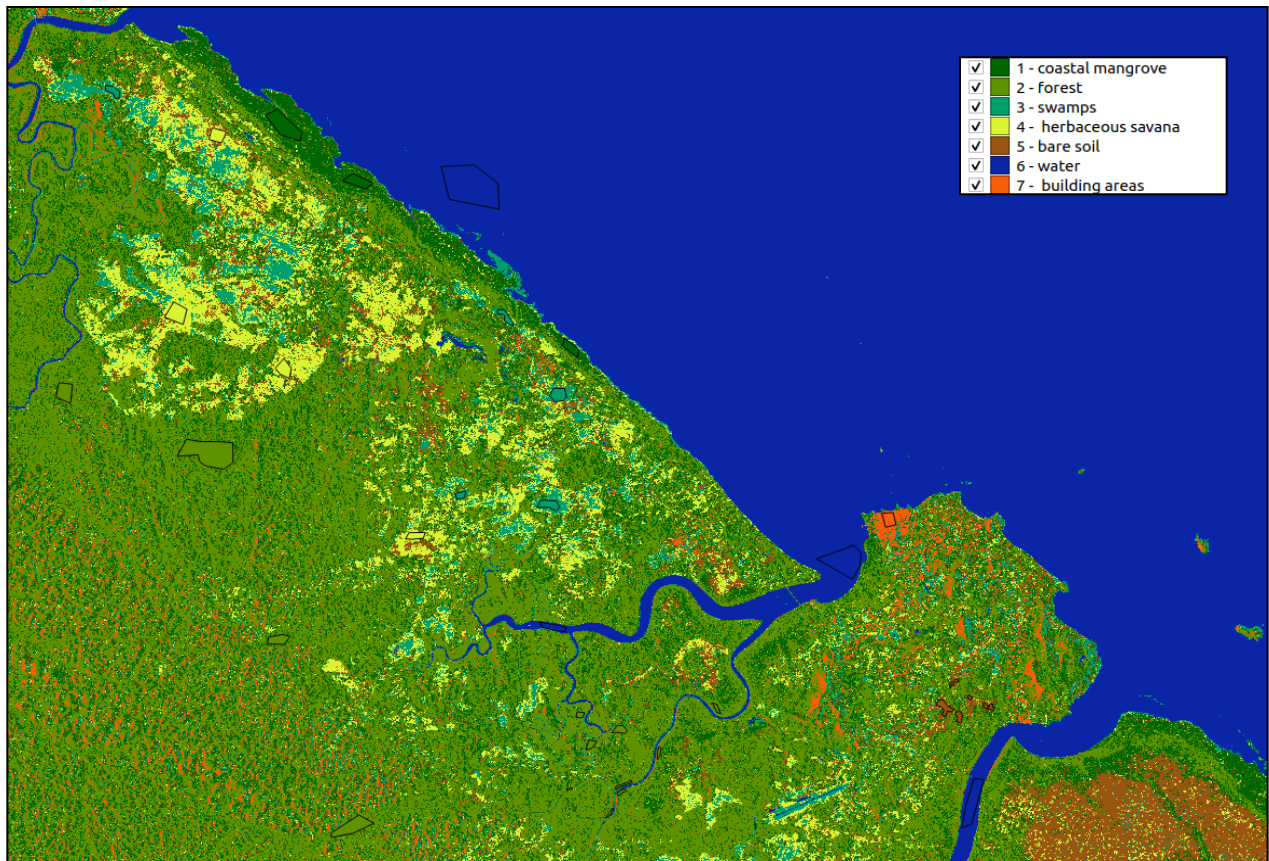 1 - coastal mangrove
2 - forest
3 - swamps
4 - herbaceous savana
5 - bare soil
6 - water
7 - building areas